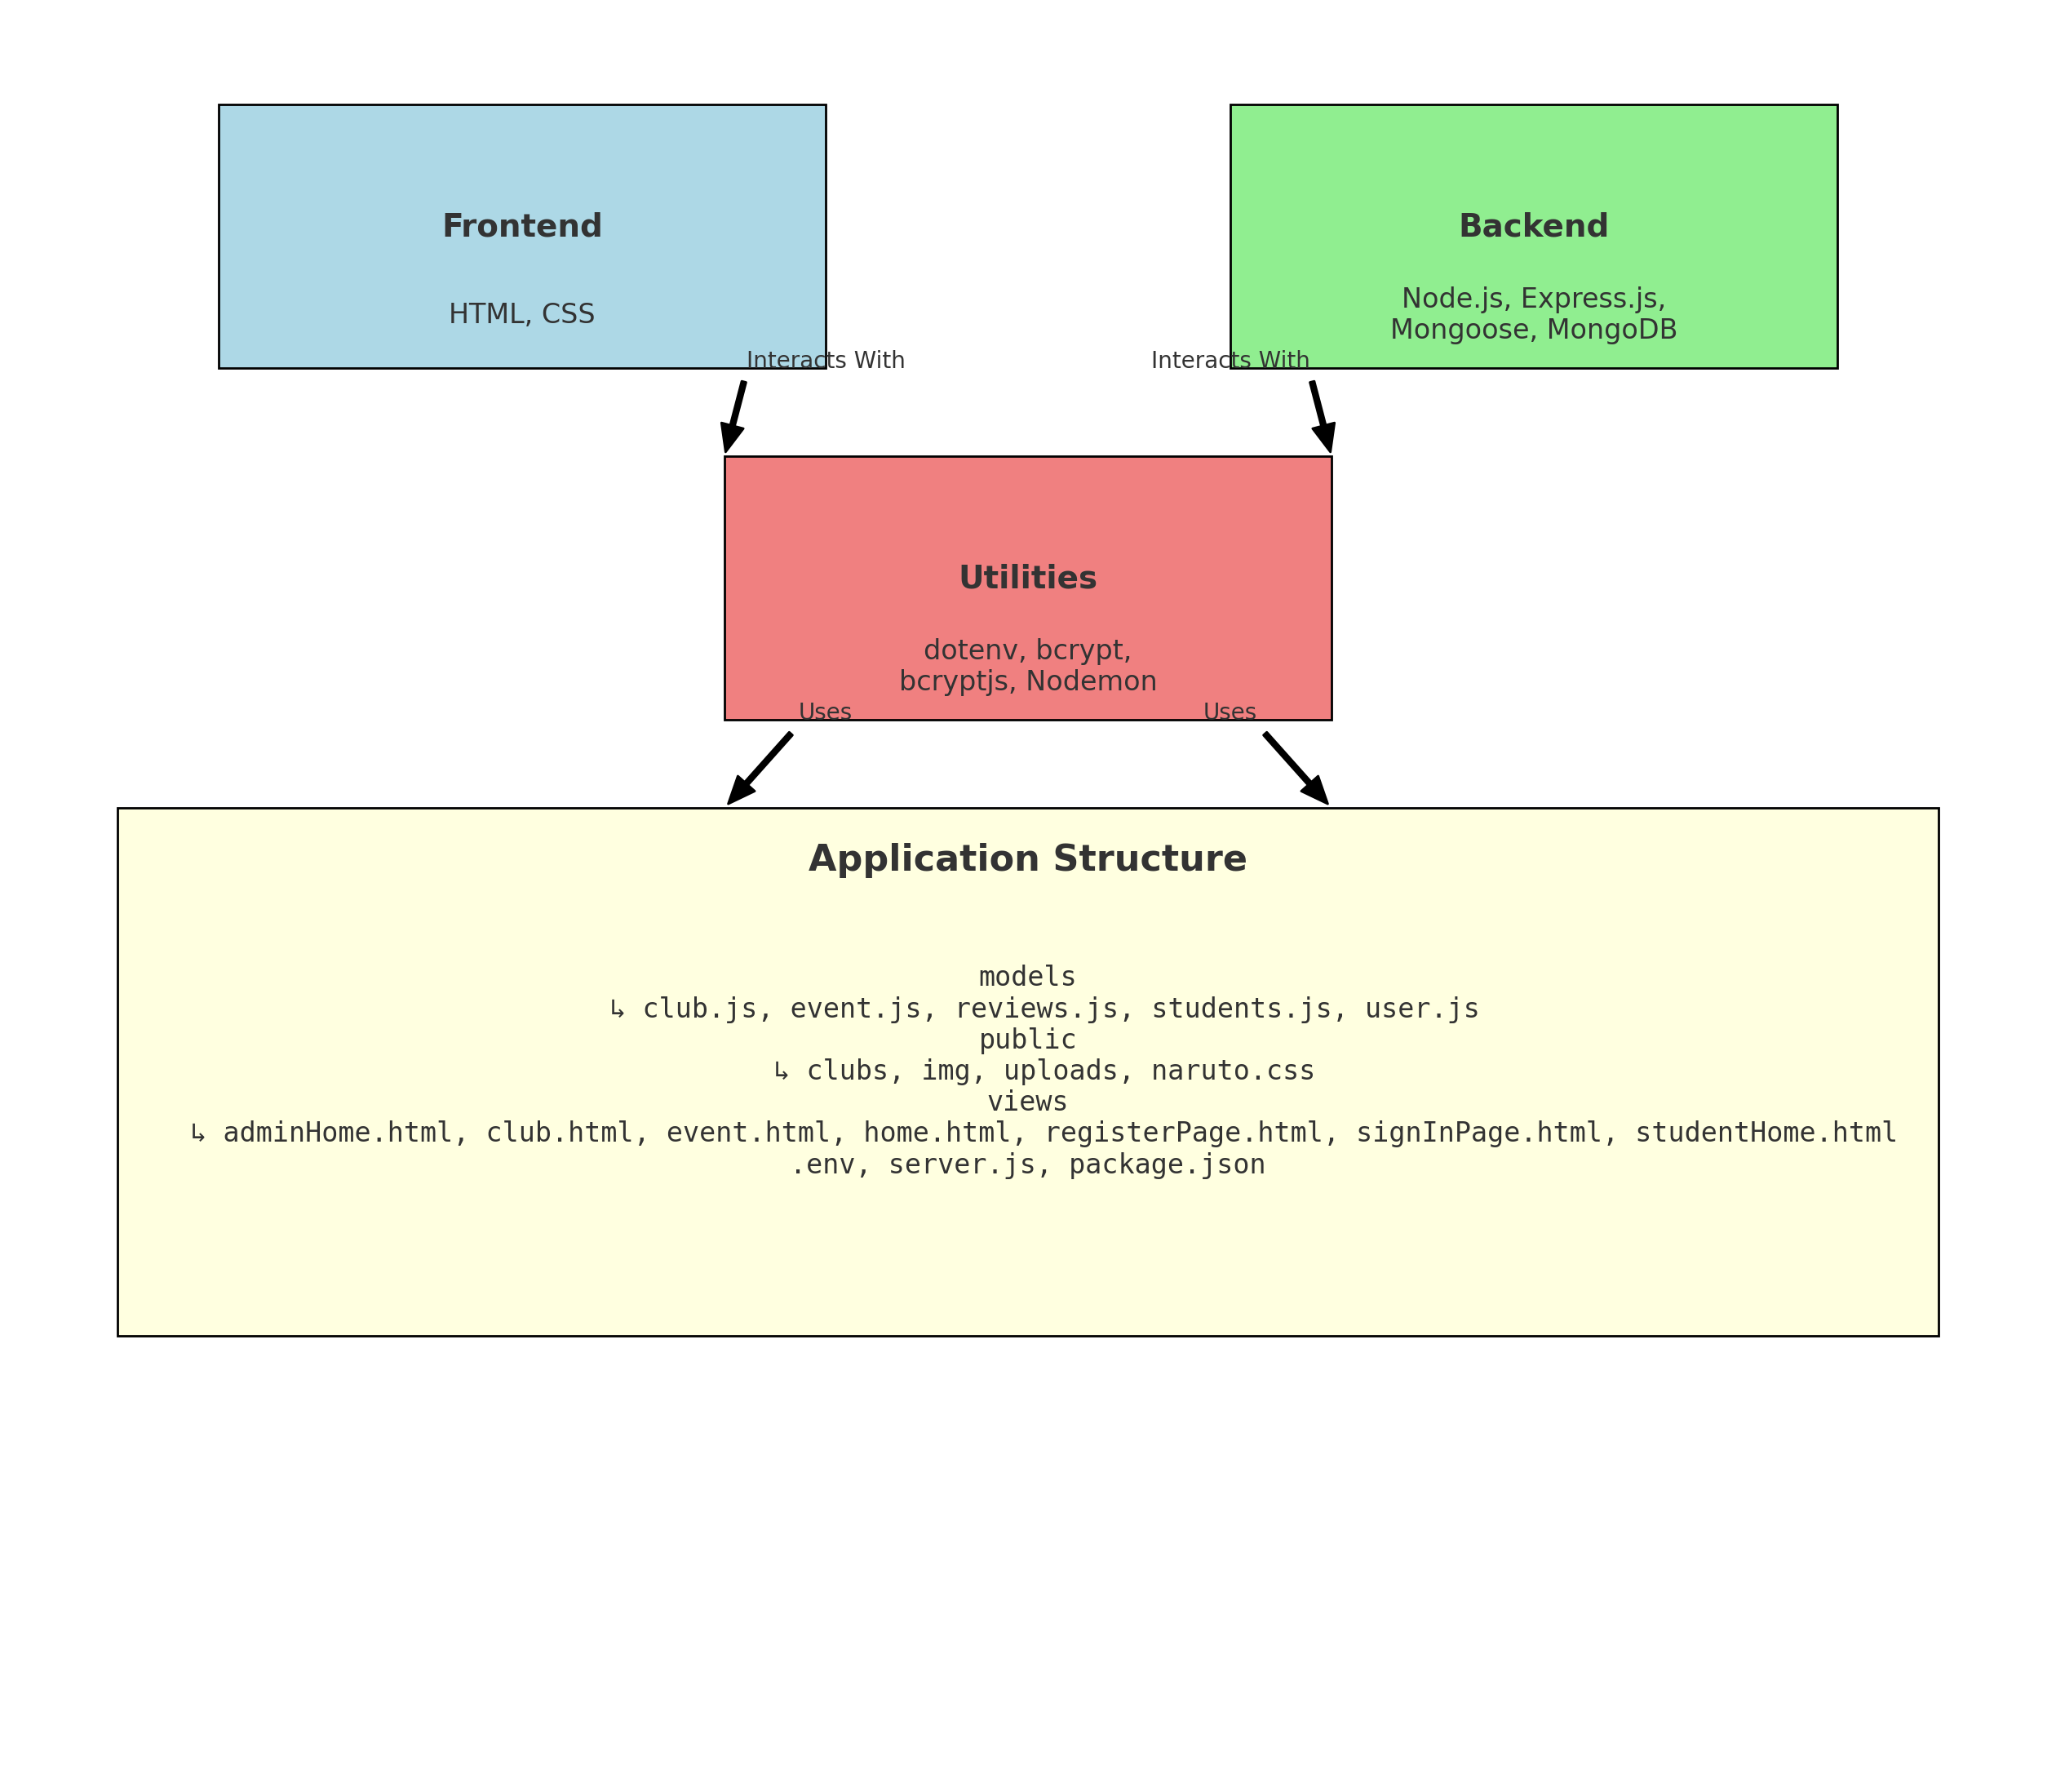 Frontend
HTML, CSS
Backend
Node.js, Express.js,
Mongoose, MongoDB
Interacts With
Interacts With
Utilities
dotenv, bcrypt,
bcryptjs, Nodemon
Uses
Uses
Application Structure
models
↳ club.js, event.js, reviews.js, students.js, user.js
public
↳ clubs, img, uploads, naruto.css
views
↳ adminHome.html, club.html, event.html, home.html, registerPage.html, signInPage.html, studentHome.html
.env, server.js, package.json